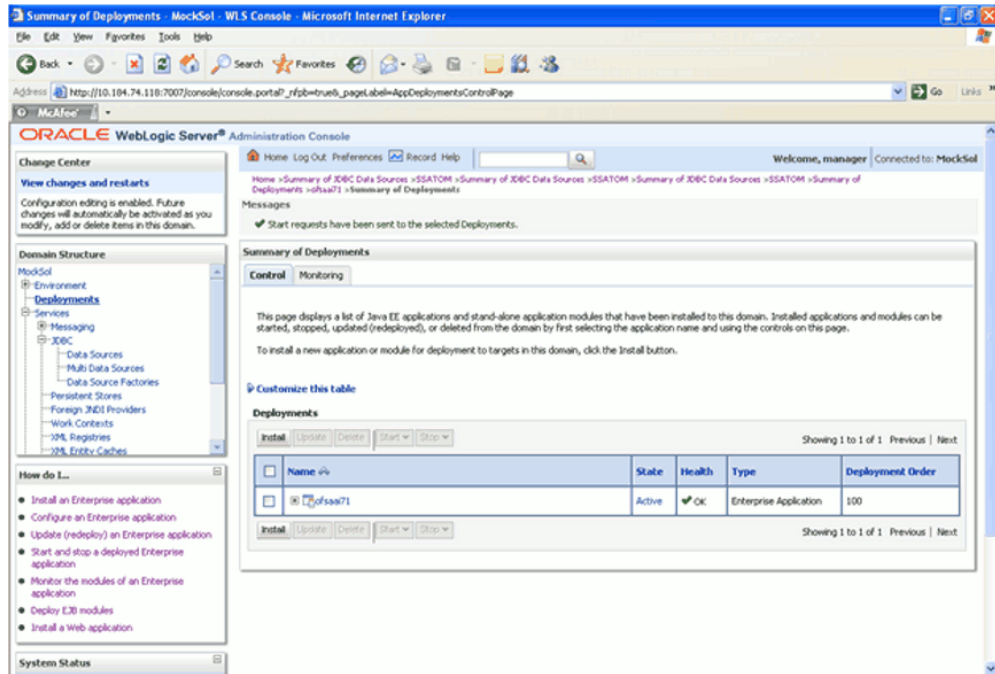 Summary of Deployments - MockSol - WLS Console - Microsoft Internet Explorer
File Edit View Favorites Tools Help
Back Search Favorites
Address http://10.184.74.118:7007/console/console.portal?_nfpb=true&_pageLabel=AppDeploymentsControlPage Go Links »
McAfee
ORACLE WebLogic Server® Administration Console
Change Center
View changes and restarts
Configuration editing is enabled. Future
changes will automatically be activated as you
modify, add or delete items in this domain.
Domain Structure
MockSol
Environment
Deployments
Services
Messaging
JDBC
Data Sources
Multi Data Sources
Data Source Factories
Persistent Stores
Foreign JNDI Providers
Work Contexts
XML Registries
XML Entity Caches
How do I...
Install an Enterprise application
Configure an Enterprise application
Update (redeploy) an Enterprise application
Start and stop a deployed Enterprise
application
Monitor the modules of an Enterprise
application
Deploy EJB modules
Install a Web application
System Status
Home Log Out Preferences Record Help
Welcome, manager Connected to: MockSol
Home >Summary of JDBC Data Sources >SSATOM >Summary of JDBC Data Sources >SSATOM >Summary of JDBC Data Sources >SSATOM >Summary of
Deployments >ofsaai71 >Summary of Deployments
Messages
Start requests have been sent to the selected Deployments.
Summary of Deployments
Control Monitoring
This page displays a list of Java EE applications and stand-alone application modules that have been installed to this domain. Installed applications and modules can be
started, stopped, updated (redeployed), or deleted from the domain by first selecting the application name and using the controls on this page.
To install a new application or module for deployment to targets in this domain, click the Install button.
Customize this table
Deployments
Install Update Delete Start Stop Showing 1 to 1 of 1 Previous | Next
Name State Health Type Deployment Order
ofsaai71 Active OK Enterprise Application 100
Install Update Delete Start Stop Showing 1 to 1 of 1 Previous | Next